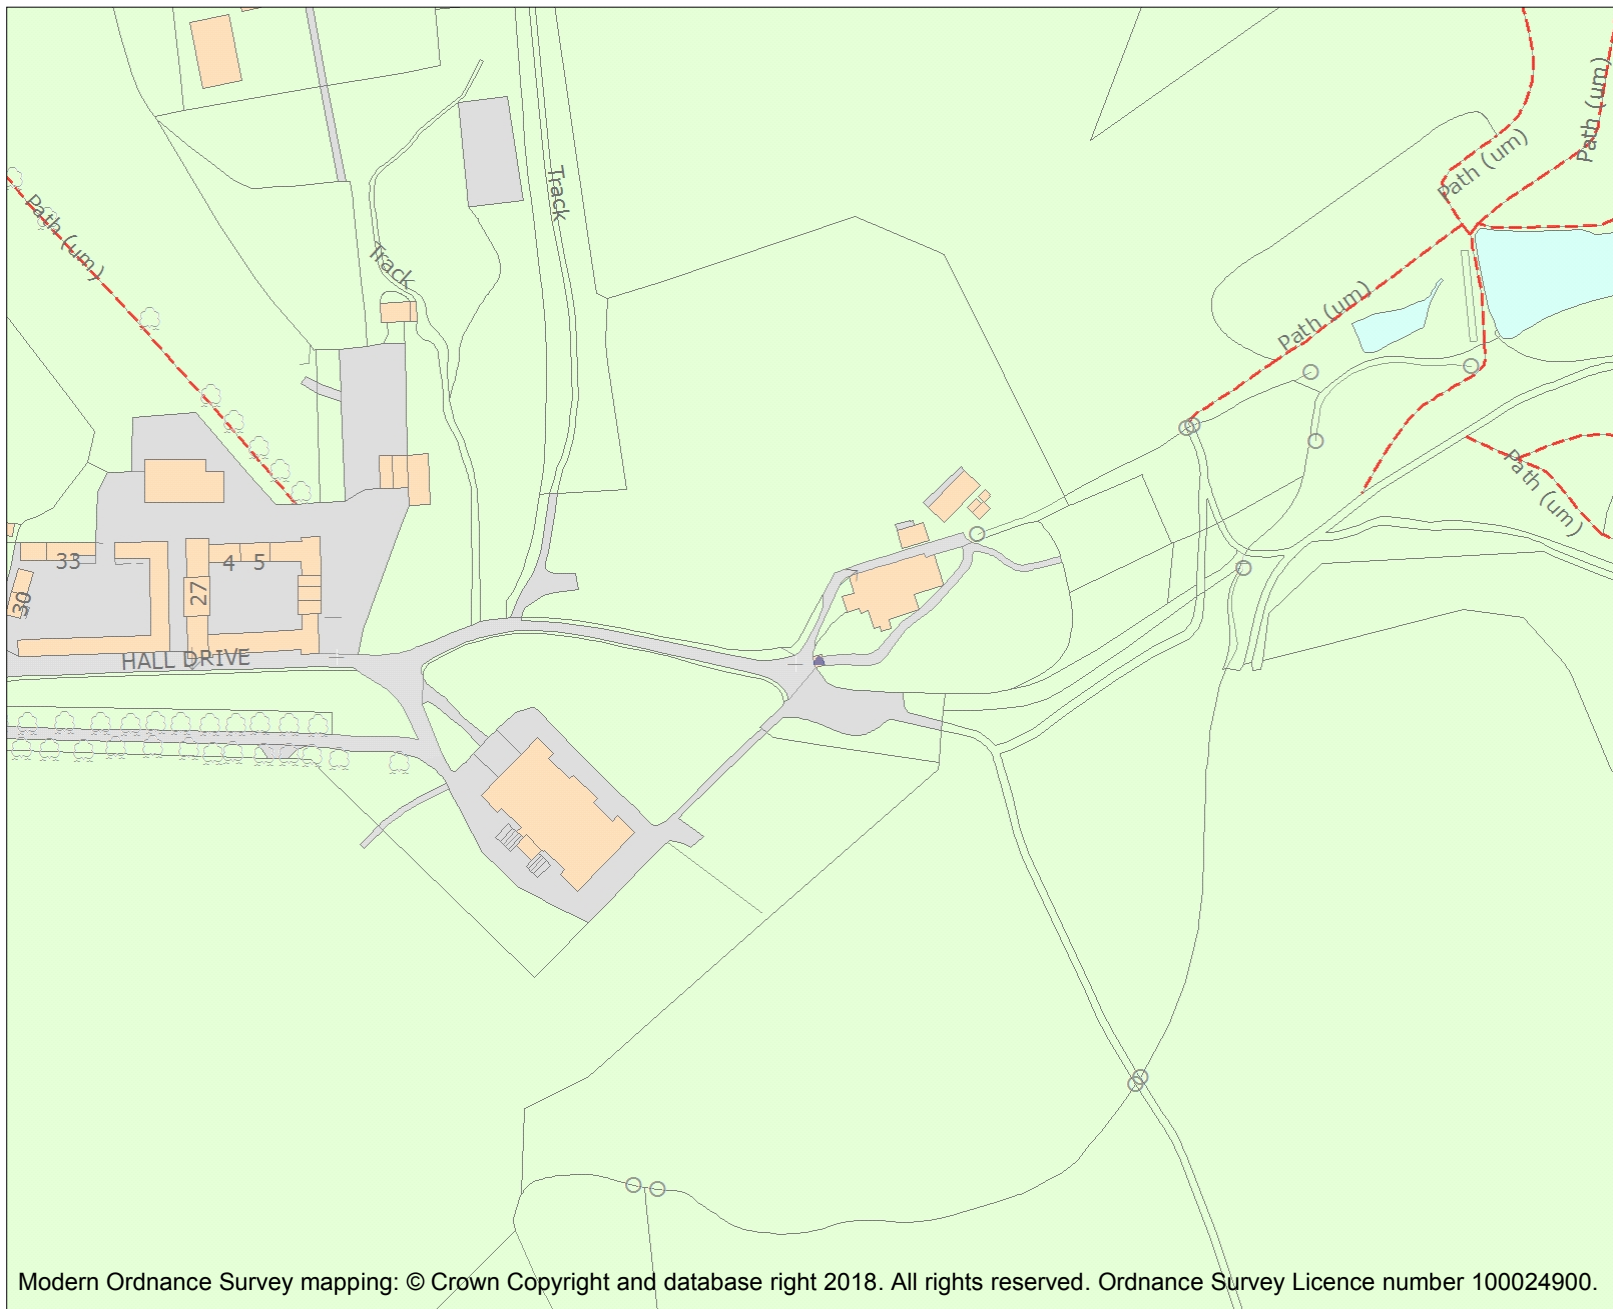 Path (um)
Path (um)
Track
Path (um)
Track
Path (um)
Path (um)
33
4
5
27
30
HALL DRIVE
Modern Ordnance Survey mapping: © Crown Copyright and database right 2018. All rights reserved. Ordnance Survey Licence number 100024900.